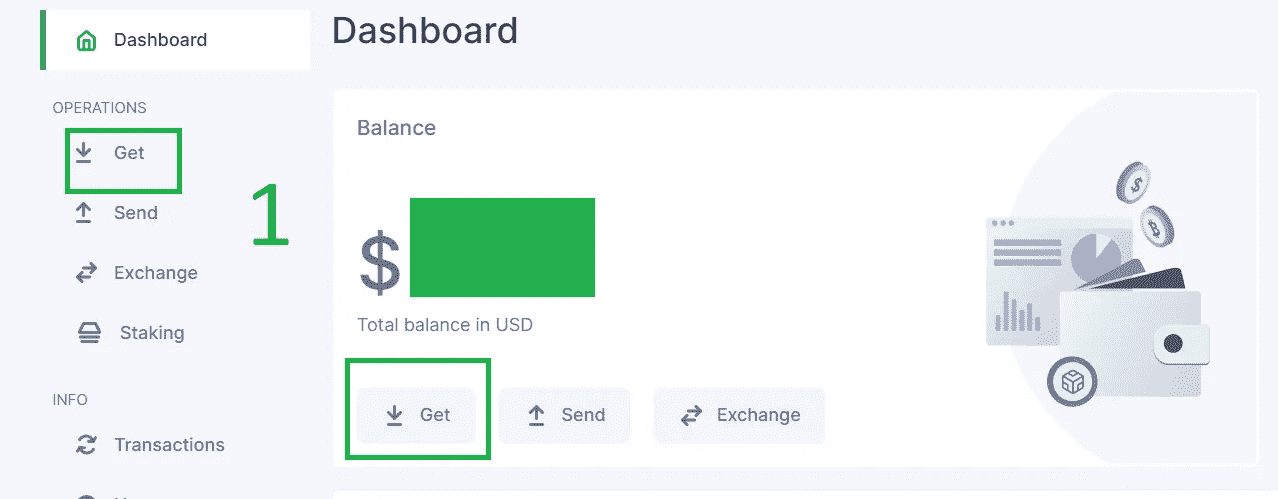 Dashboard
Dashboard
OPERATIONS
Get
Send
Exchange
Staking
INFO
Transactions
1
Balance
$
Total balance in USD
Get
Send
Exchange